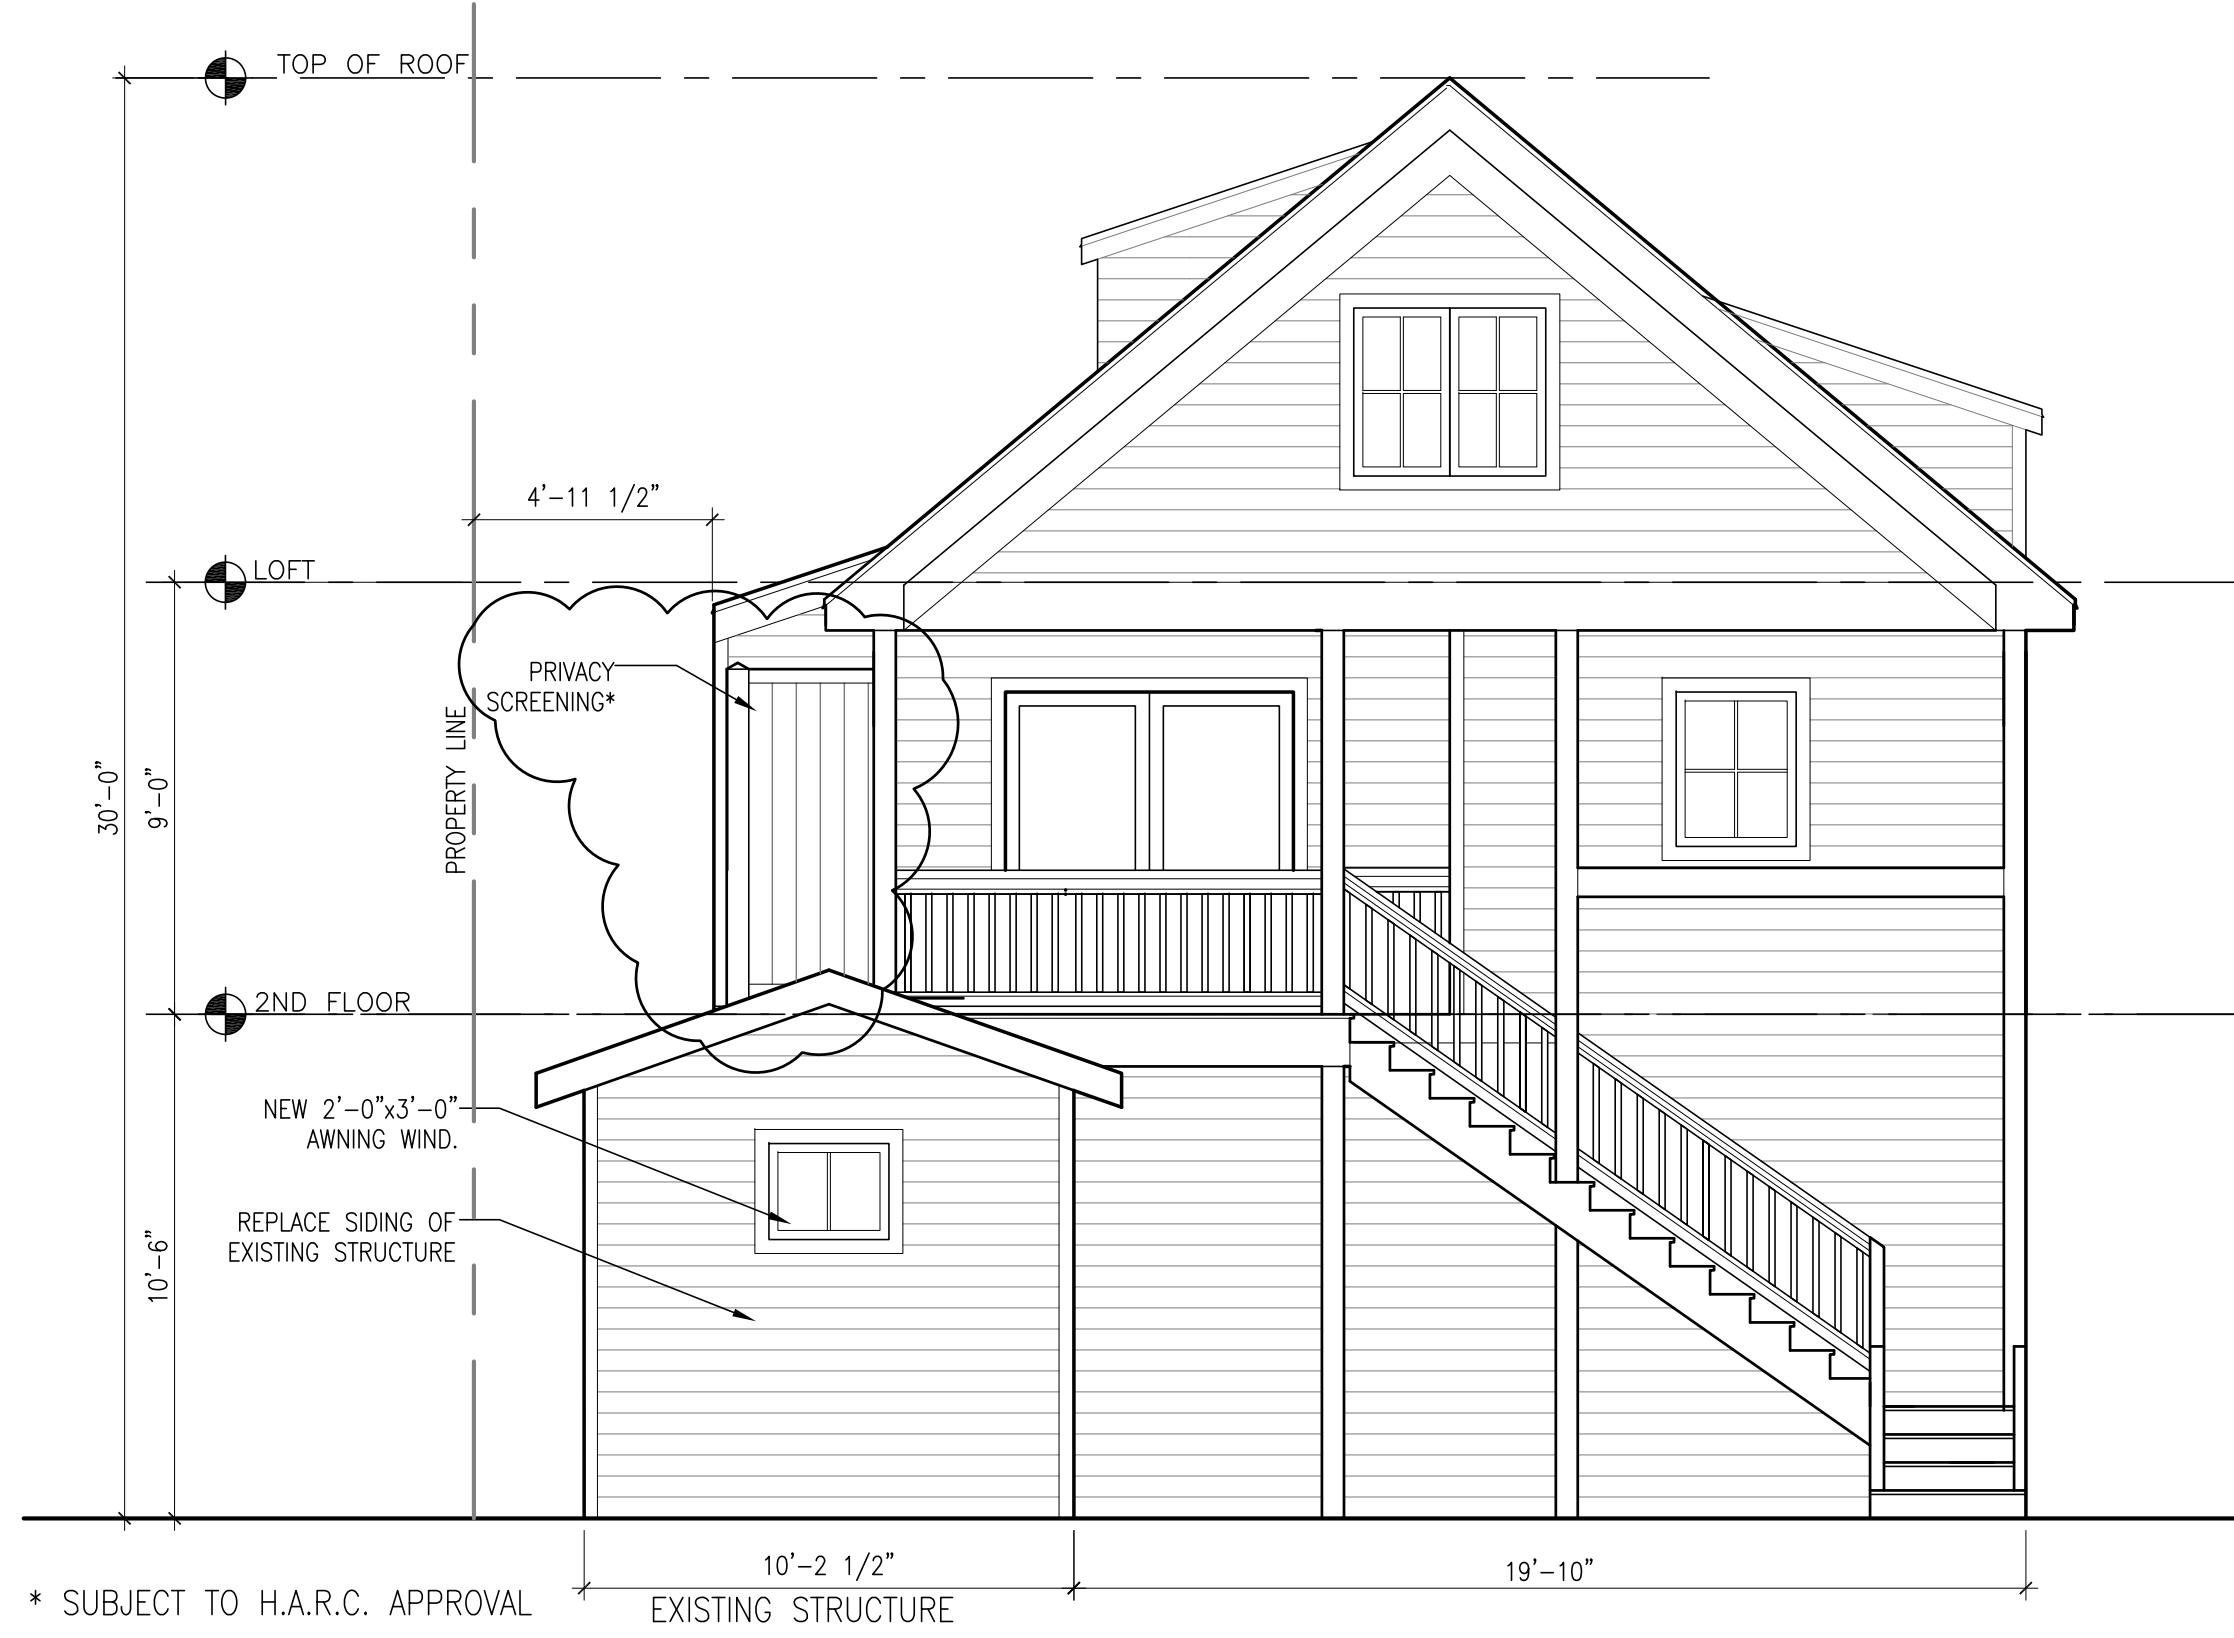 TOP OF ROOF
4'-11 1/2"
LOFT
PRIVACY
SCREENING*
PROPERTY LINE
30'-0"
9'-0"
2ND FLOOR
NEW 2'-0"x3'-0"
AWNING WIND.
REPLACE SIDING OF
EXISTING STRUCTURE
10'-6"
10'-2 1/2"
19'-10"
EXISTING STRUCTURE
* SUBJECT TO H.A.R.C. APPROVAL